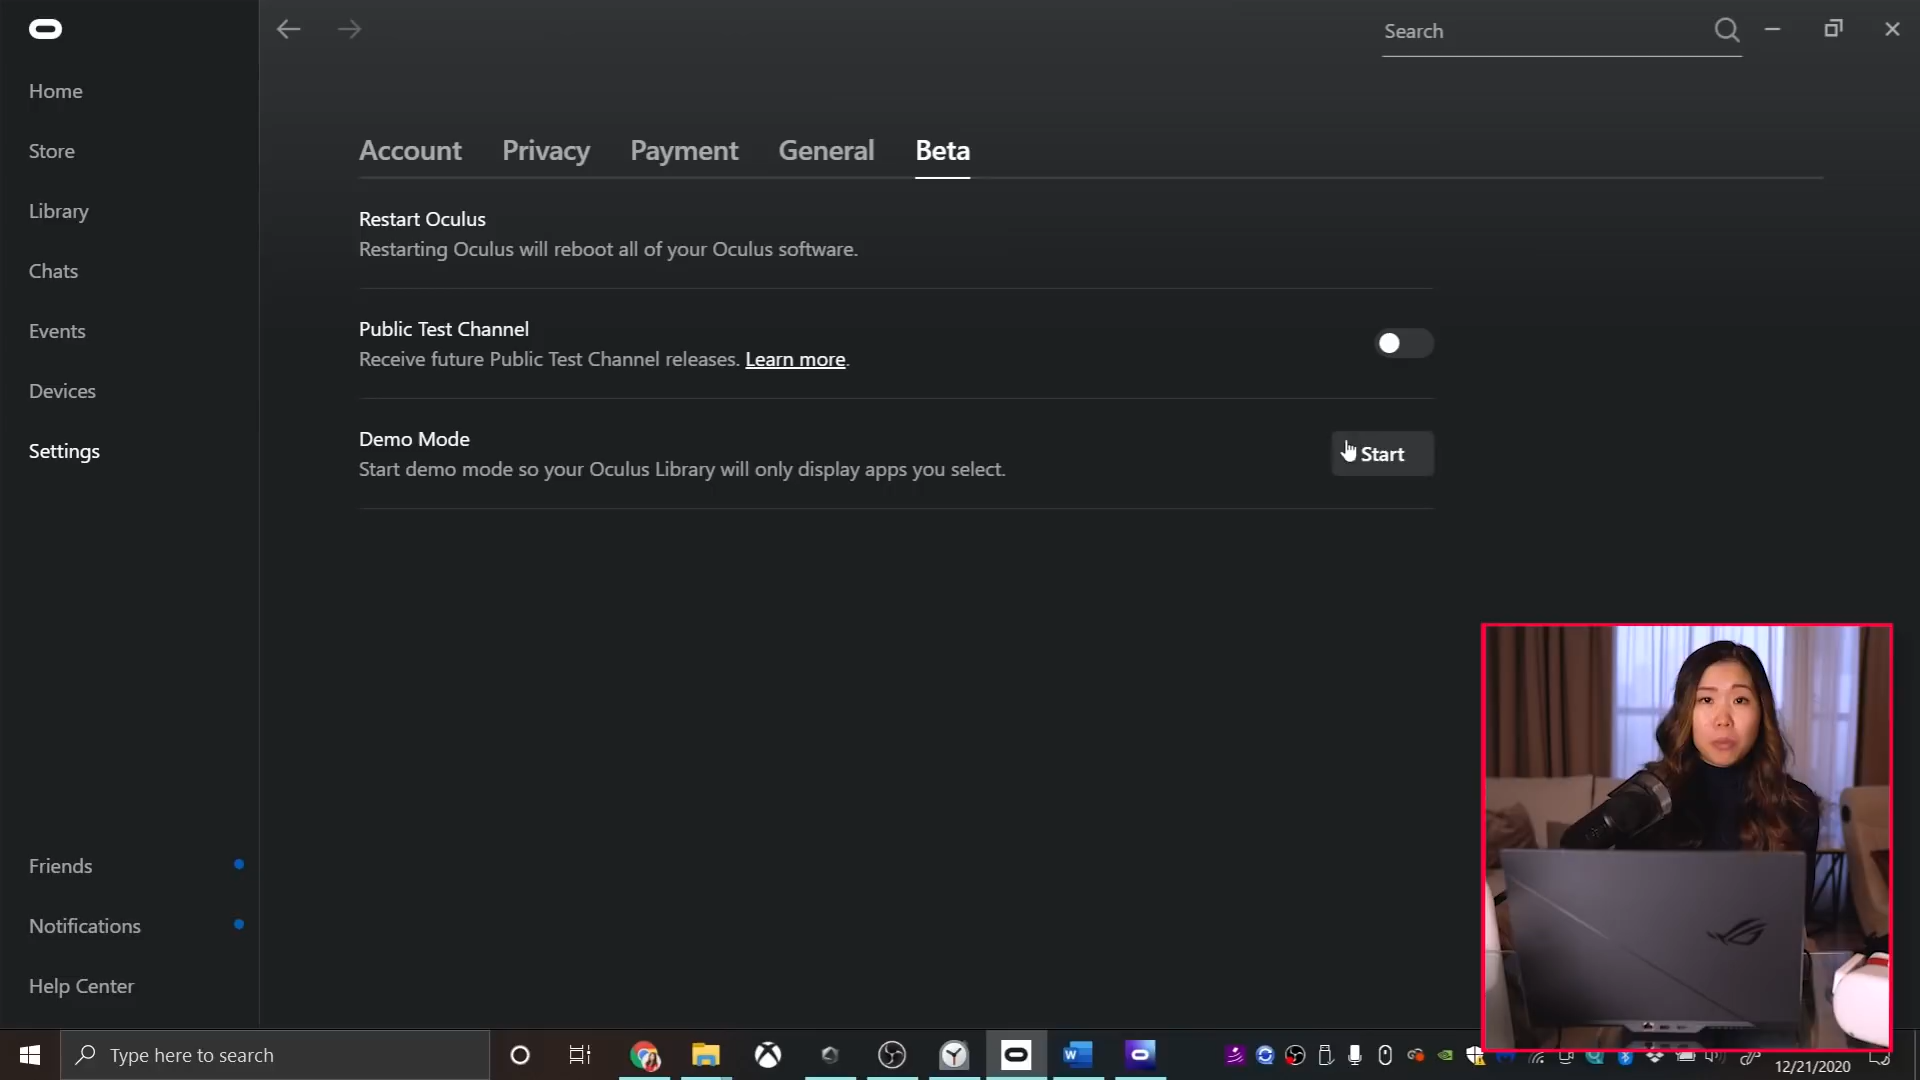 Search
Home
Store
Library
Chats
Events
Devices
Settings
Account Privacy Payment General Beta
Restart Oculus
Restarting Oculus will reboot all of your Oculus software.
Public Test Channel
Receive future Public Test Channel releases. Learn more.
Demo Mode
Start demo mode so your Oculus Library will only display apps you select.
Start
Friends
Notifications
Help Center
Type here to search
12/21/2020